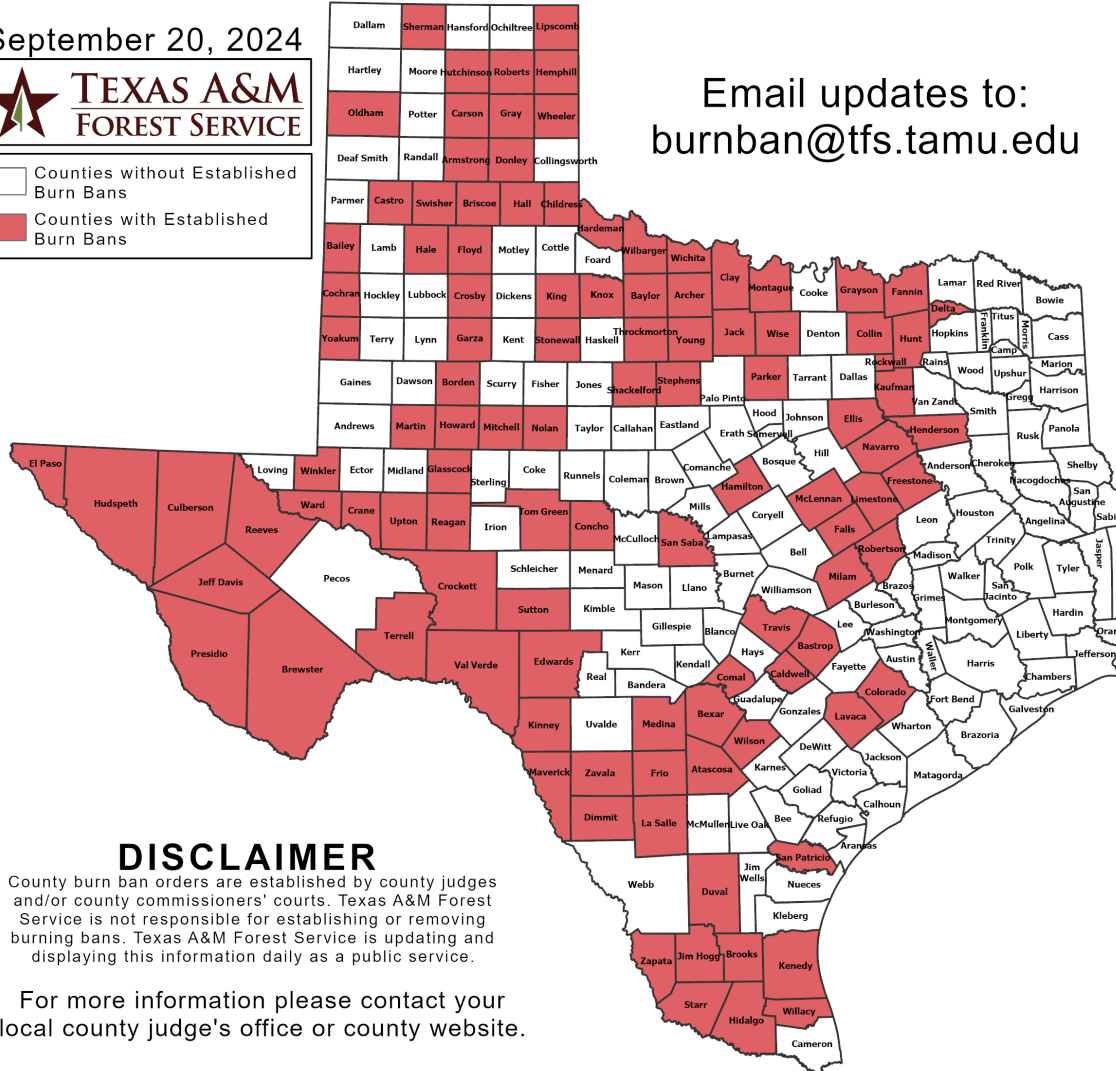 September 20, 2024
TEXAS A&M
FOREST SERVICE
Counties without Established
Burn Bans
Counties with Established
Burn Bans
Email updates to:
burnban@tfs.tamu.edu
Dallam Sherman Hansford Ochiltree Lipscomb
Hartley Moore Hutchinson Roberts Hemphill
Oldham Potter Carson Gray Wheeler
Deaf Smith Randall Armstrong Donley Collingsworth
Parmer Castro Swisher Briscoe Hall Childress
Hardeman
Bailey Lamb Hale Floyd Motley Cottle Foard Wilbarger Wichita
Clay Montague Cooke Grayson Fannin Lamar Red River Bowie
Cochran Hockley Lubbock Crosby Dickens King Knox Baylor Archer
Delta Franklin Titus Morris Cass
Yoakum Terry Lynn Garza Kent Stonewall Haskell Throckmorton Young Jack Wise Denton Collin Hunt Hopkins
Rockwall Rains Wood Camp Upshur Marion
Gaines Dawson Borden Scurry Fisher Jones Shackelford Stephens Palo Pinto Parker Tarrant Dallas Kaufman Van Zandt Gregg Harrison
Andrews Martin Howard Mitchell Nolan Taylor Callahan Eastland Erath Hood Somervell Johnson Ellis Henderson Smith Rusk Panola
El Paso Hudspeth Culberson Reeves Loving Winkler Ector Midland Glasscock Sterling Coke Runnels Coleman Brown Comanche Bosque Hill Navarro Anderson Cherokee Shelby
Nacogdoches San Augustine
Ward Crane Upton Reagan Irion Tom Green Concho McCulloch San Saba Mills Hamilton Lampasas Coryell McLennan Limestone Freestone Leon Houston Angelina Sabi
Jeff Davis Pecos Crockett Schleicher Menard Mason Llano Burnet Bell Falls Robertson Madison Trinity Polk Tyler Jasper
Presidio Brewster Terrell Sutton Kimble Gillespie Blanco Williamson Milam Brazos Burleson Grimes Walker San Jacinto Montgomery Liberty Hardin Oran
Val Verde Edwards Real Kerr Kendall Bandera Hays Travis Bastrop Lee Washington Waller Austin Harris Chambers Jefferson
Comal Caldwell Guadalupe Fayette Colorado Fort Bend Galveston
Kinney Uvalde Medina Bexar Wilson Gonzales Lavaca Wharton Brazoria
Maverick Zavala Frio Atascosa Karnes DeWitt Victoria Jackson Matagorda
Goliad Calhoun
Dimmit La Salle McMullen Live Oak Bee Refugio Aransas
San Patricio
Webb Duval Jim Wells Nueces
Kleberg
Zapata Jim Hogg Brooks Kenedy
Starr Hidalgo Willacy
Cameron
DISCLAIMER
County burn ban orders are established by county judges
and/or county commissioners' courts. Texas A&M Forest
Service is not responsible for establishing or removing
burning bans. Texas A&M Forest Service is updating and
displaying this information daily as a public service.
For more information please contact your
local county judge's office or county website.